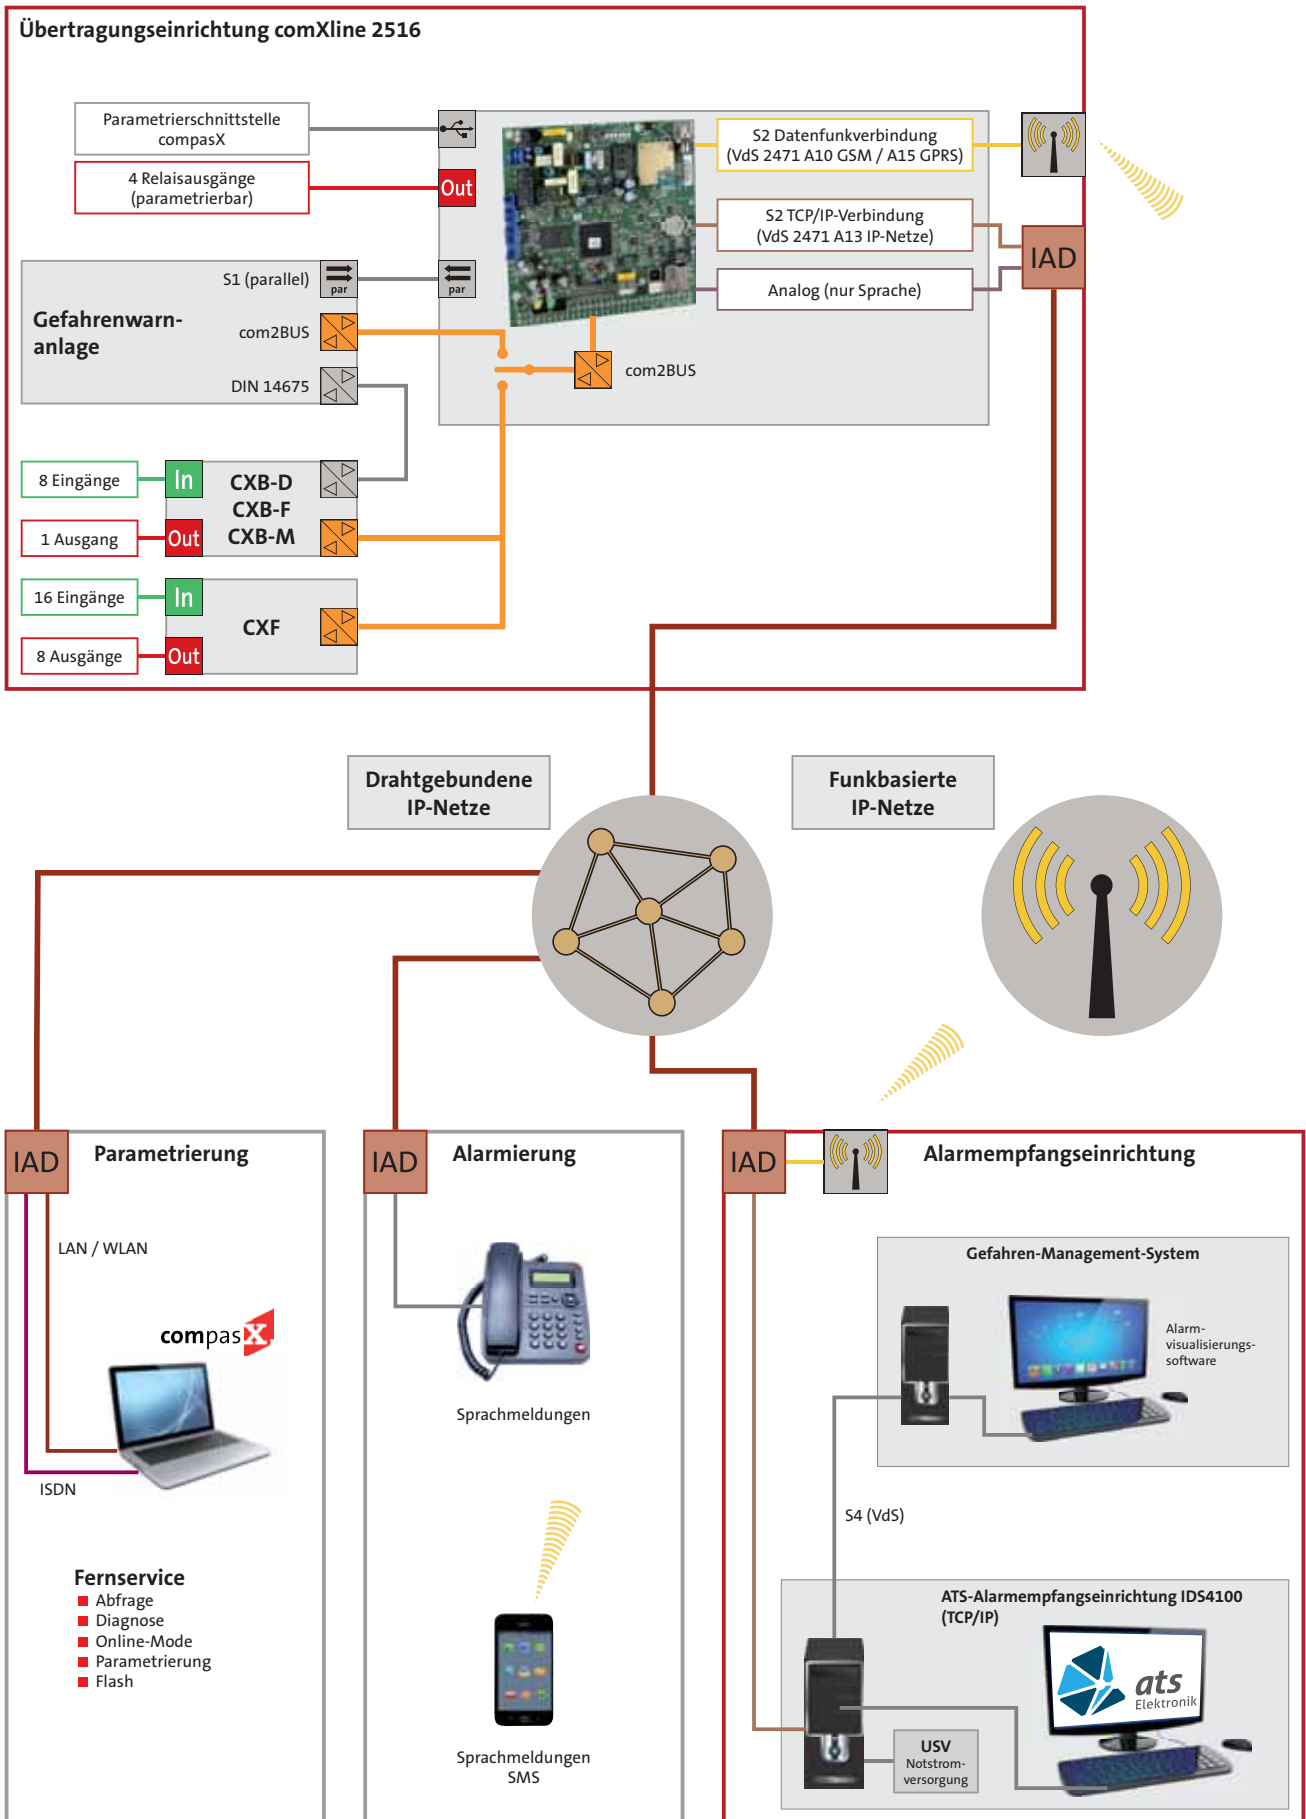 Übertragungseinrichtung comXline 2516
Parametrierschnittstelle
compasX
4 Relaisausgänge
(parametrierbar)
Out
S2 Datenfunkverbindung
(VdS 2471 A10 GSM / A15 GPRS)
S2 TCP/IP-Verbindung
(VdS 2471 A13 IP-Netze)
Analog (nur Sprache)
IAD
Gefahrenwarn-
anlage
S1 (parallel)
par
par
com2BUS
DIN 14675
com2BUS
8 Eingänge
In
1 Ausgang
Out
CXB-D
CXB-F
CXB-M
16 Eingänge
In
8 Ausgänge
Out
CXF
Drahtgebundene
IP-Netze
Funkbasierte
IP-Netze
IAD
Parametrierung
LAN / WLAN
compasX
ISDN
Fernservice
Abfrage
Diagnose
Online-Mode
Parametrierung
Flash
IAD
Alarmierung
Sprachmeldungen
Sprachmeldungen
SMS
IAD
Alarmempfangseinrichtung
Gefahren-Management-System
Alarm-
visualisierungs-
software
S4 (VdS)
ATS-Alarmempfangseinrichtung IDS4100
(TCP/IP)
ats
Elektronik
USV
Notstrom-
versorgung